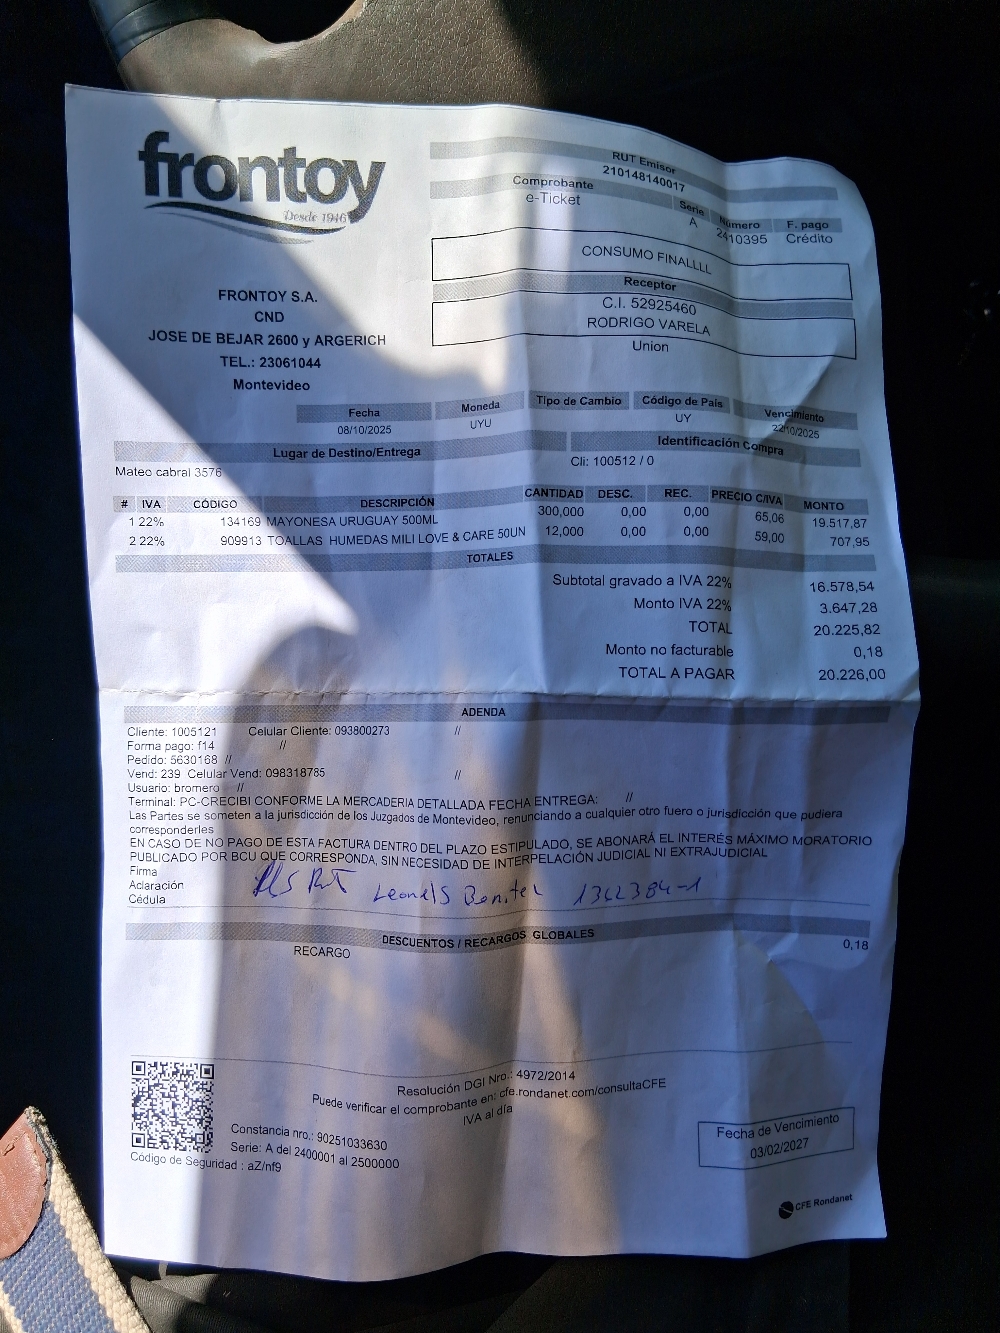 frontoy
Desde 1946
FRONTOY S.A.
CND
JOSE DE BEJAR 2600 y ARGERICH
TEL.: 23061044
Montevideo
RUT Emisor
210148140017
Comprobante Serie Número F. pago
e-Ticket A 2410395 Crédito
CONSUMO FINALLLL
Receptor
C.I. 52925460
RODRIGO VARELA
Union
Fecha Moneda Tipo de Cambio Código de País Vencimiento
08/10/2025 UYU UY 22/10/2025
Lugar de Destino/Entrega Identificación Compra
Mateo cabral 3576 Cli: 100512 / 0
# IVA CÓDIGO DESCRIPCIÓN CANTIDAD DESC. REC. PRECIO C/IVA MONTO
1 22% 134169 MAYONESA URUGUAY 500ML 300,000 0,00 0,00 65,06 19.517,87
2 22% 909913 TOALLAS HUMEDAS MILI LOVE & CARE 50UN 12,000 0,00 0,00 59,00 707,95
TOTALES
Subtotal gravado a IVA 22% 16.578,54
Monto IVA 22% 3.647,28
TOTAL 20.225,82
Monto no facturable 0,18
TOTAL A PAGAR 20.226,00
ADENDA
Cliente: 1005121 Celular Cliente: 093800273 //
Forma pago: f14 //
Pedido: 5630168 //
Vend: 239 Celular Vend: 098318785 //
Usuario: bromero //
Terminal: PC-CRECIBI CONFORME LA MERCADERIA DETALLADA FECHA ENTREGA: //
Las Partes se someten a la jurisdicción de los Juzgados de Montevideo, renunciando a cualquier otro fuero o jurisdicción que pudiera
corresponderles
EN CASO DE NO PAGO DE ESTA FACTURA DENTRO DEL PLAZO ESTIPULADO, SE ABONARÁ EL INTERÉS MÁXIMO MORATORIO
PUBLICADO POR BCU QUE CORRESPONDA, SIN NECESIDAD DE INTERPELACIÓN JUDICIAL NI EXTRAJUDICIAL
Firma
Aclaración
Cédula
DESCUENTOS / RECARGOS GLOBALES
RECARGO 0,18
Resolución DGI Nro.: 4972/2014
Puede verificar el comprobante en: cfe.rondanet.com/consultaCFE
IVA al día
Constancia nro.: 90251033630
Serie: A del 2400001 al 2500000
Código de Seguridad : aZ/nf9
Fecha de Vencimiento
03/02/2027
CFE Rondanet